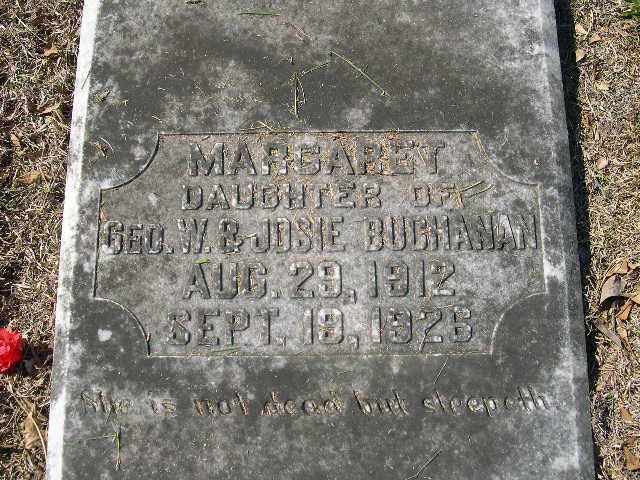 MARGARET
DAUGHTER OF
GEO. W. & JOSIE BUCHANAN
AUG. 29, 1912
SEPT. 19, 1926
She is not dead but sleepeth.